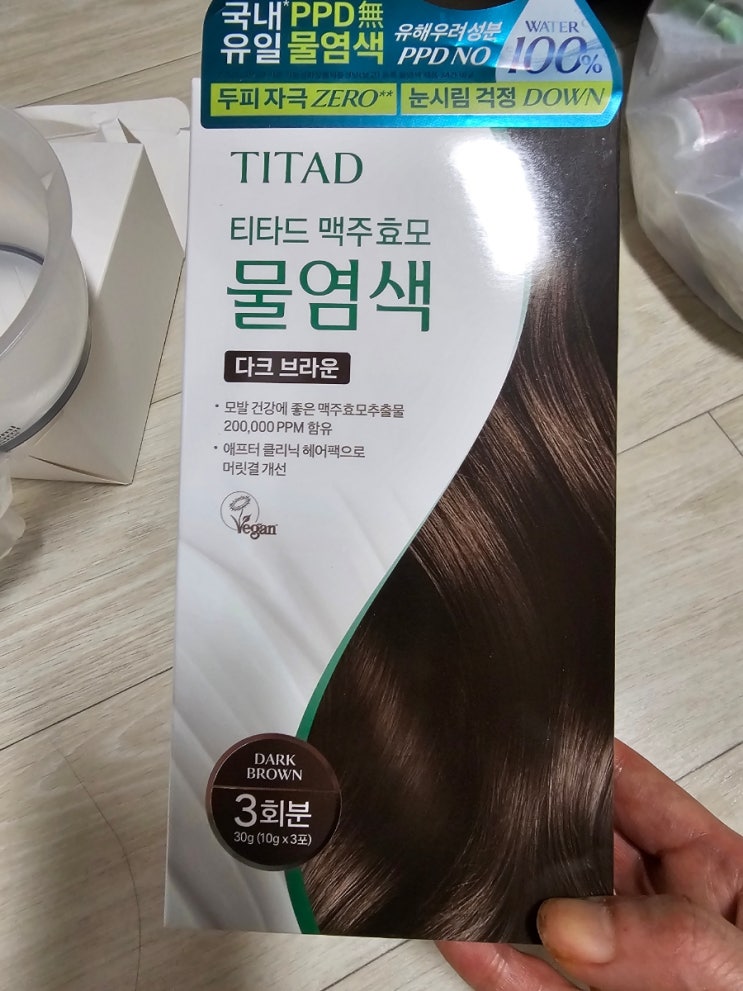 국내*PPD無
유일 물염색
유해우려성분
PPD NO
WATER
100%
두피 자극 ZERO**
눈시림 걱정 DOWN
TITAD
티타드 맥주효모
물염색
다크 브라운
• 모발 건강에 좋은 맥주효모추출물
200,000 PPM 함유
• 애프터 클리닉 헤어팩으로
머릿결 개선
Vegan
DARK
BROWN
3회분
30g (10g x 3포)